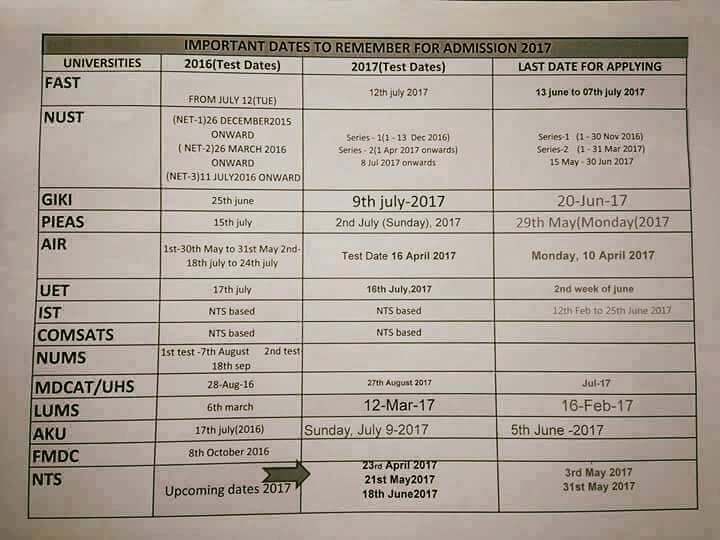 IMPORTANT DATES TO REMEMBER FOR ADMISSION 2017
UNIVERSITIES 2016(Test Dates) 2017(Test Dates) LAST DATE FOR APPLYING
FAST
FROM JULY 12(TUE) 12th july 2017 13 june to 07th july 2017
NUST
(NET-1)26 DECEMBER2015
ONWARD
( NET-2)26 MARCH 2016
ONWARD
(NET-3)11 JULY2016 ONWARD
Series - 1(1 - 13 Dec 2016)
Series - 2(1 Apr 2017 onwards)
8 Jul 2017 onwards
Series-1 (1 - 30 Nov 2016)
Series-2 (1 - 31 Mar 2017)
15 May - 30 Jun 2017
GIKI 25th june 9th july-2017 20-Jun-17
PIEAS 15th july 2nd July (Sunday), 2017 29th May(Monday(2017
AIR
1st-30th May to 31st May 2nd-
18th july to 24th july
Test Date 16 April 2017 Monday, 10 April 2017
UET 17th july 16th July,2017 2nd week of june
IST NTS based NTS based 12th Feb to 25th June 2017
COMSATS NTS based NTS based
NUMS
1st test -7th August 2nd test-
18th sep
MDCAT/UHS 28-Aug-16 27th August 2017 Jul-17
LUMS 6th march 12-Mar-17 16-Feb-17
AKU 17th july(2016) Sunday, July 9-2017 5th June -2017
FMDC 8th October 2016
NTS
Upcoming dates 2017
23rd April 2017
21st May2017
18th June2017
3rd May 2017
31st May 2017